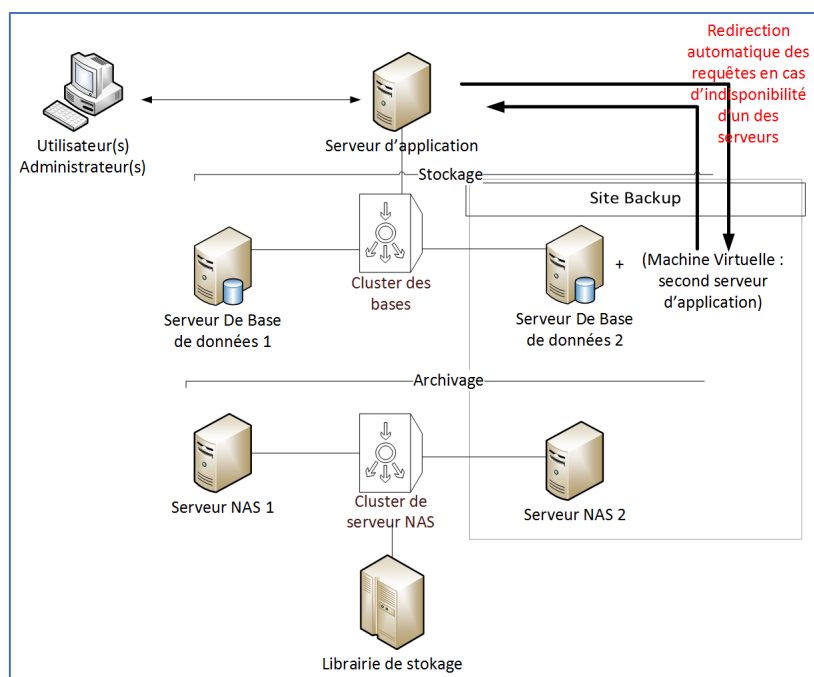 Redirection
automatique des
requêtes en cas
d'indisponibilité
d'un des
serveurs
Utilisateur(s)
Administrateur(s)
Serveur d'application
Stockage
Site Backup
Cluster des
bases
Serveur De Base
de données 1
Serveur De Base
de données 2
+
(Machine Virtuelle :
second serveur
d'application)
Archivage
Serveur NAS 1
Cluster de
serveur NAS
Serveur NAS 2
Librairie de stokage